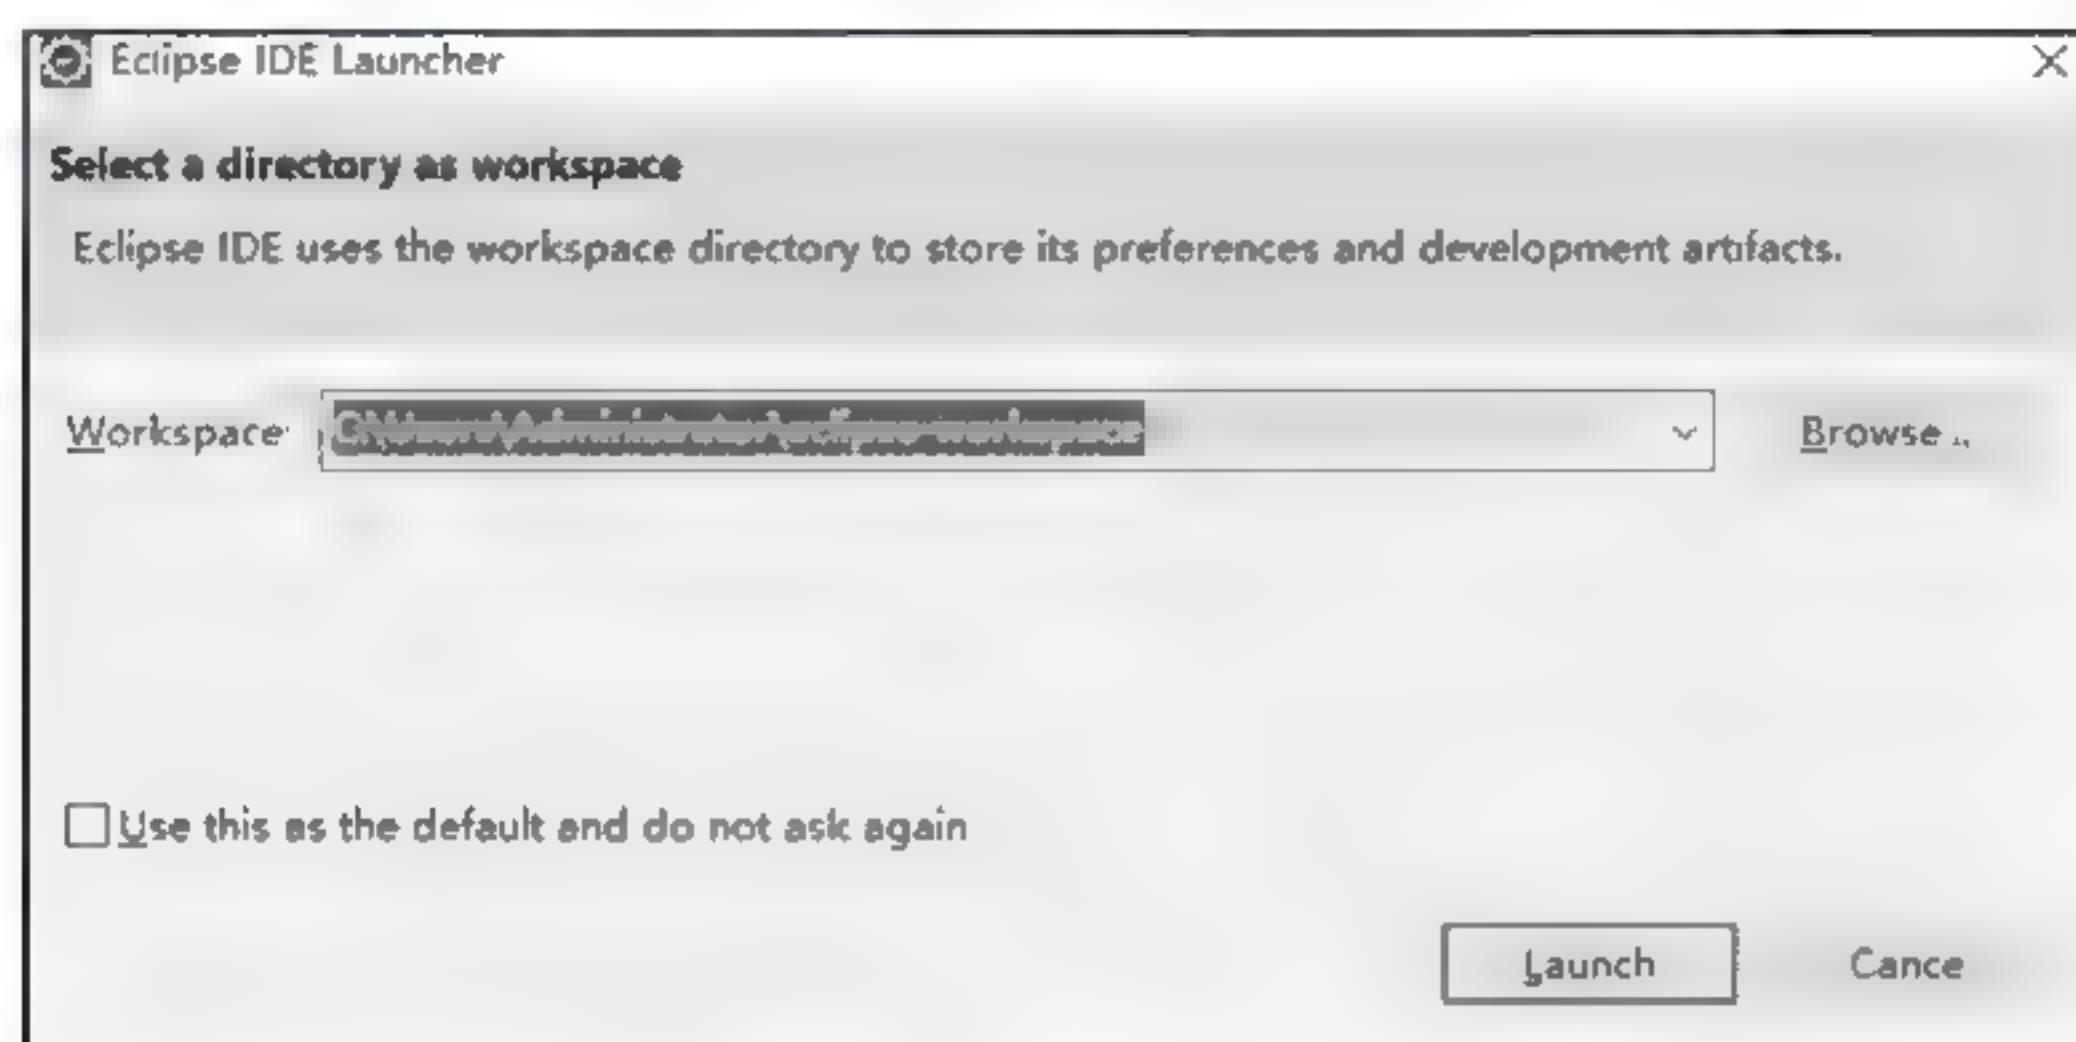 Eclipse IDE Launcher
Select a directory as workspace
Eclipse IDE uses the workspace directory to store its preferences and development artifacts.
Workspace
Browse...
Use this as the default and do not ask again
Launch Cance